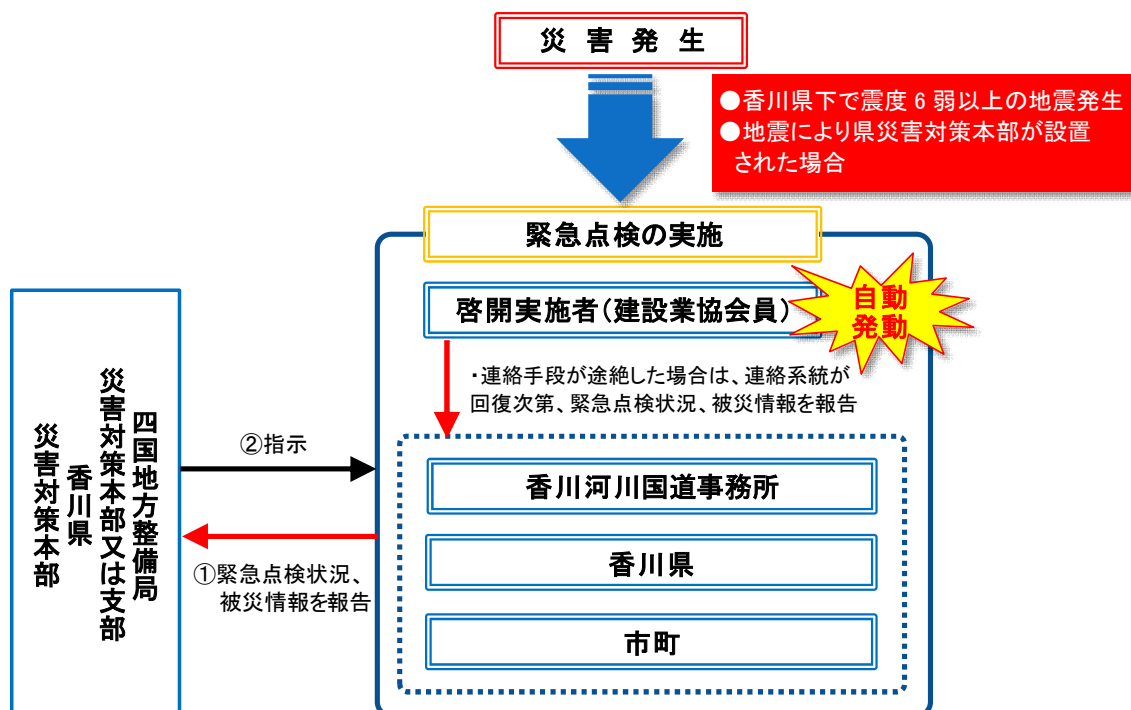 災 害 発 生
●香川県下で震度 6 弱以上の地震発生
●地震により県災害対策本部が設置
された場合
緊急点検の実施
啓開実施者(建設業協会員)
自動
発動
・連絡手段が途絶した場合は、連絡系統が
回復次第、緊急点検状況、被災情報を報告
四国地方整備局
災害対策本部又は支部
香川県
災害対策本部
②指示
①緊急点検状況、
被災情報を報告
香川河川国道事務所
香川県
市町